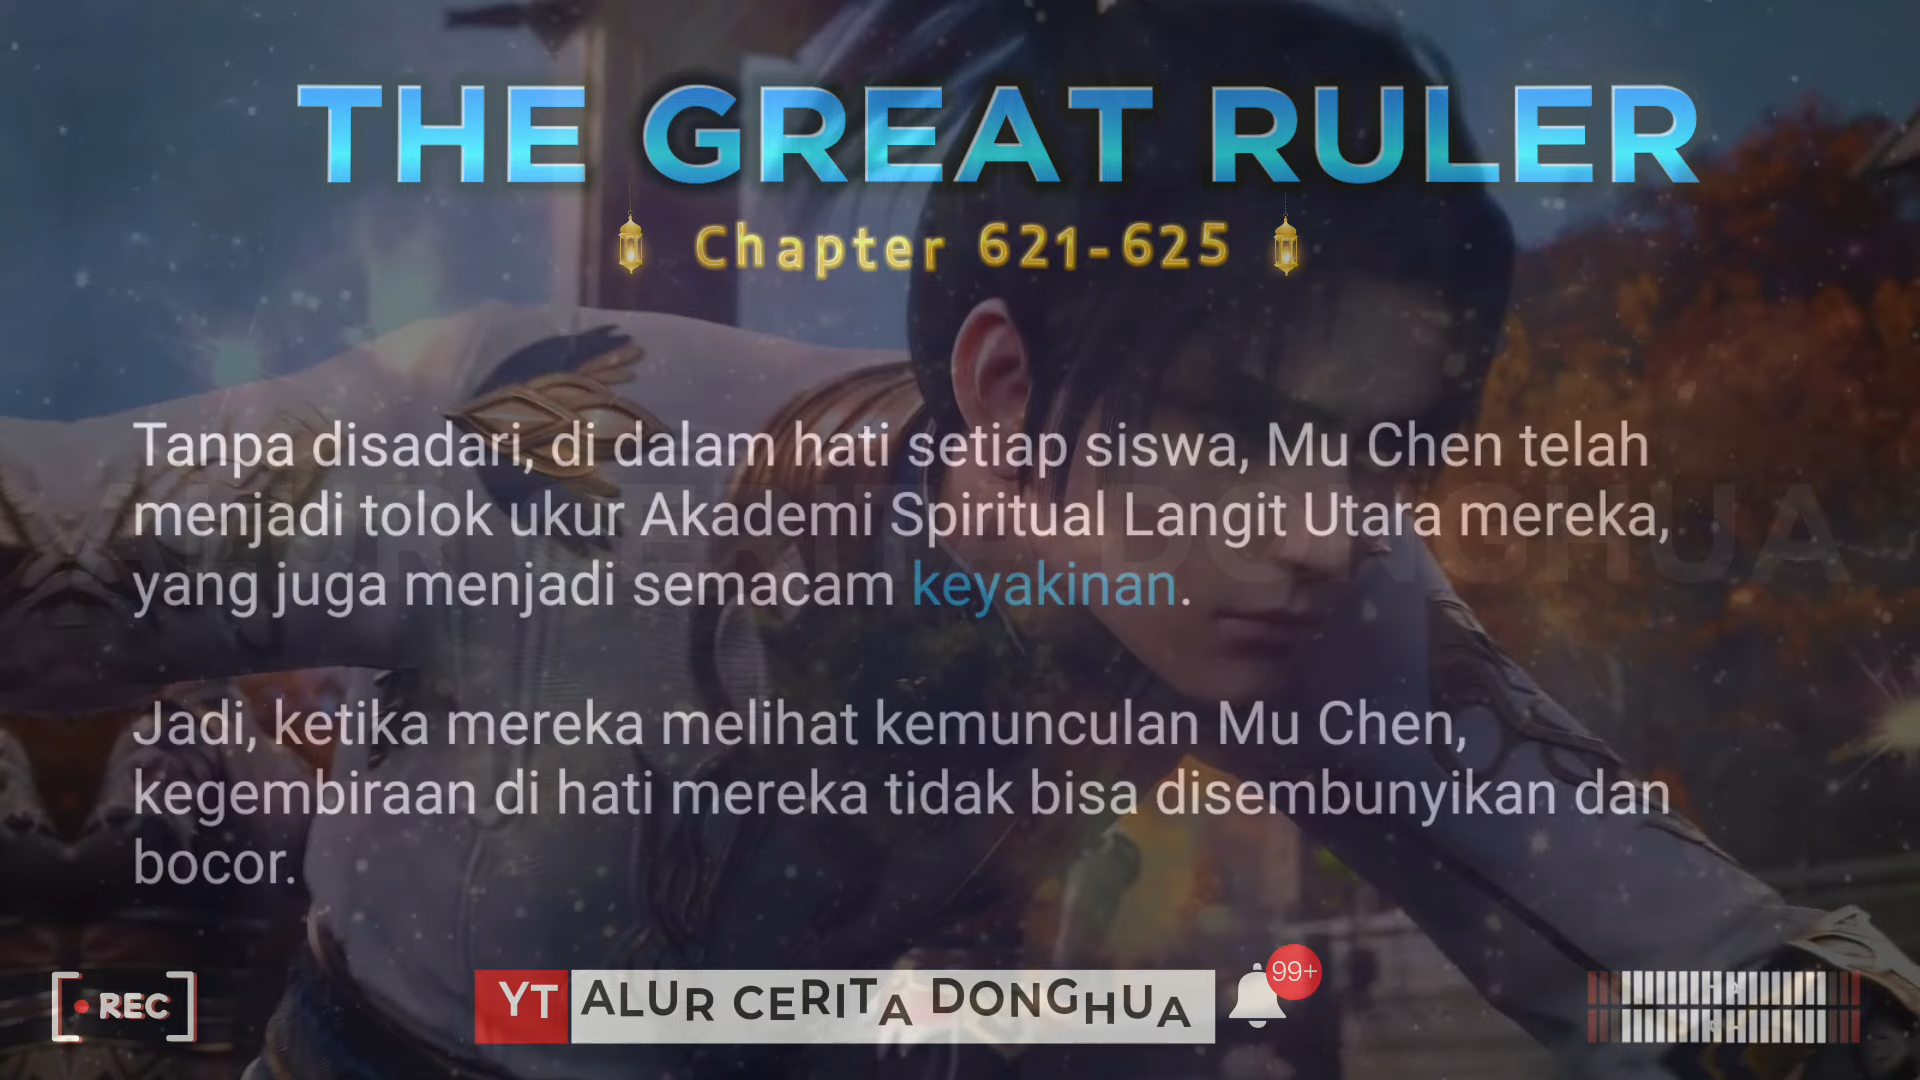 THE GREAT RULER
Chapter 621-625
Tanpa disadari, di dalam hati setiap siswa, Mu Chen telah
menjadi tolok ukur Akademi Spiritual Langit Utara mereka,
yang juga menjadi semacam keyakinan.
Jadi, ketika mereka melihat kemunculan Mu Chen,
kegembiraan di hati mereka tidak bisa disembunyikan dan
bocor.
REC
YT ALUR CERITA DONGHUA
99+